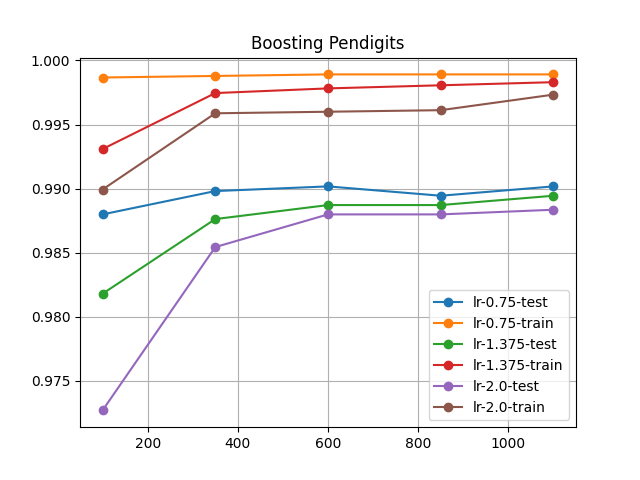 Boosting Pendigits
1.000
0.995
0.990
0.985
0.980
0.975
lr-0.75-test
lr-0.75-train
lr-1.375-test
lr-1.375-train
lr-2.0-test
lr-2.0-train
200 400 600 800 1000